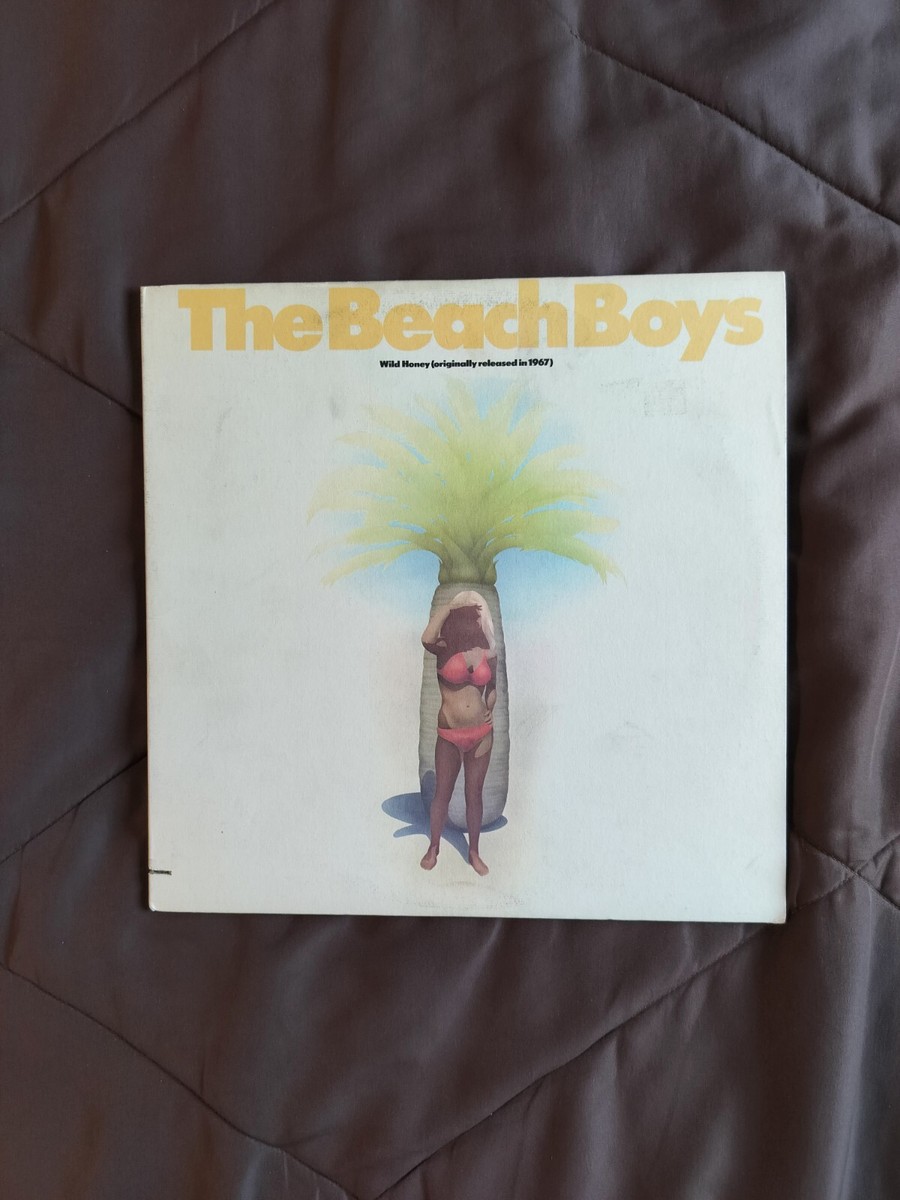 The Beach Boys
Wild Honey (originally released in 1967)